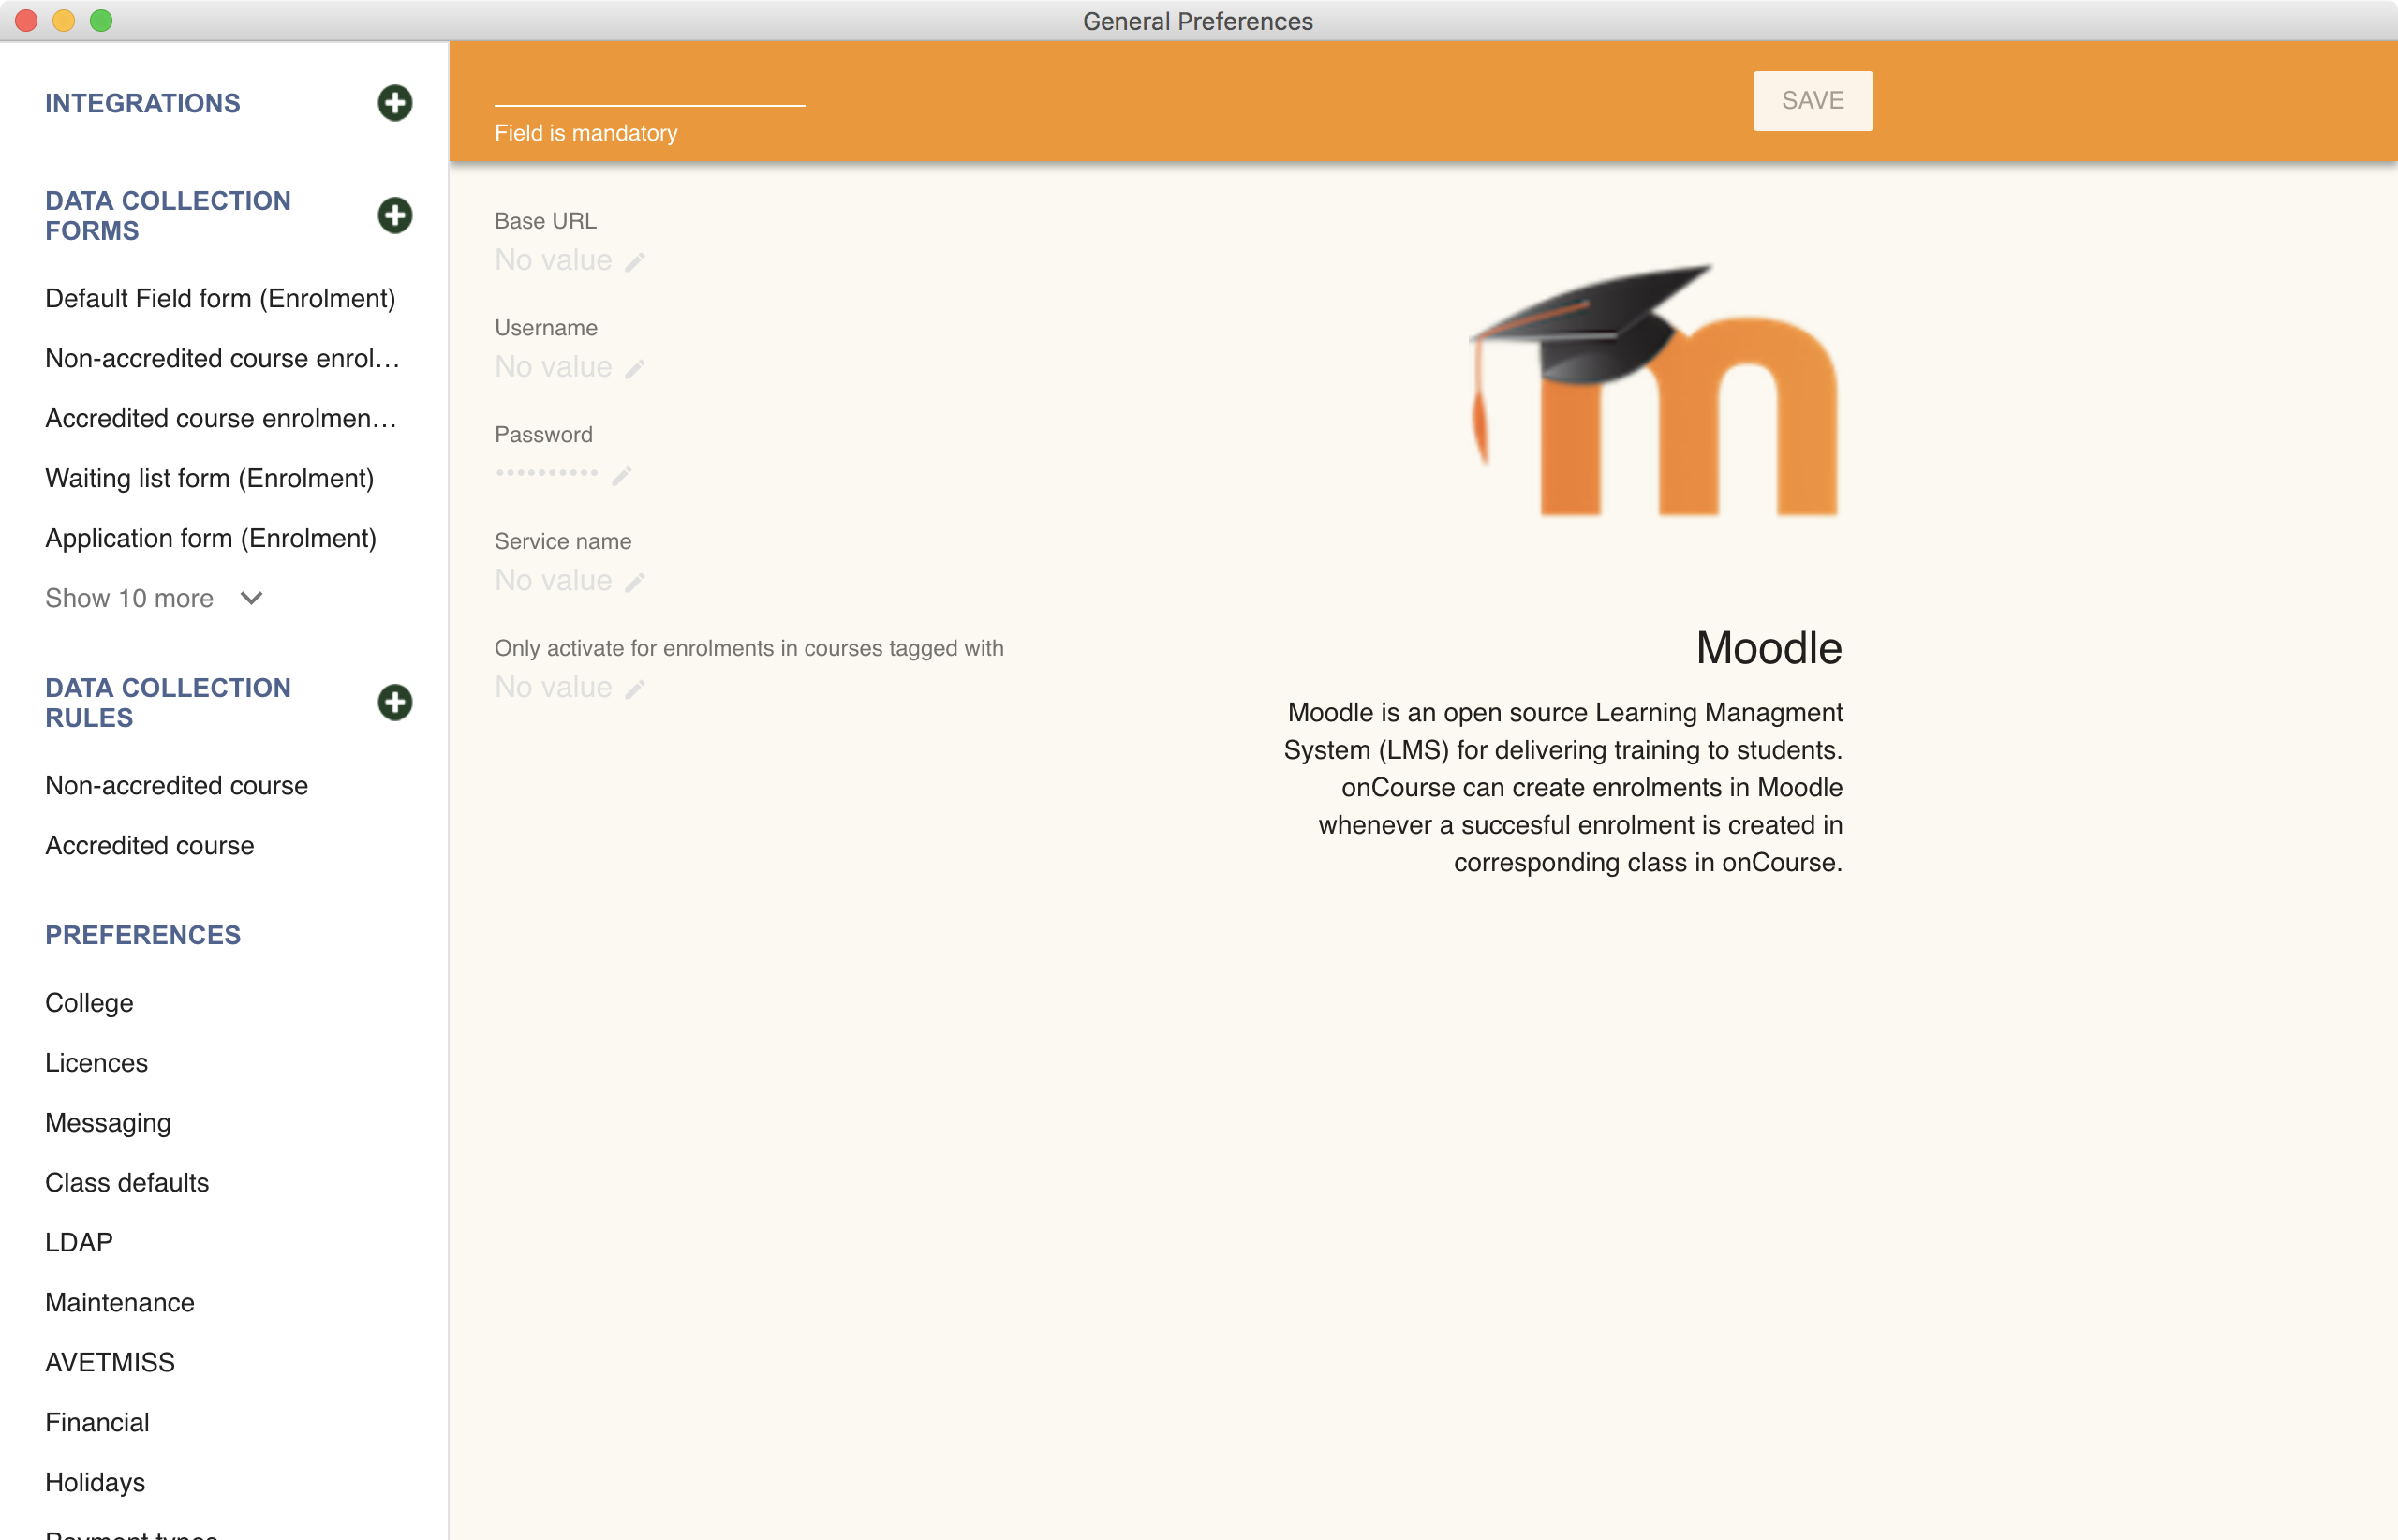 General Preferences
INTEGRATIONS
DATA COLLECTION
FORMS
Default Field form (Enrolment)
Non-accredited course enrol…
Accredited course enrolmen…
Waiting list form (Enrolment)
Application form (Enrolment)
Show 10 more
DATA COLLECTION
RULES
Non-accredited course
Accredited course
PREFERENCES
College
Licences
Messaging
Class defaults
LDAP
Maintenance
AVETMISS
Financial
Holidays
Payment types
Field is mandatory
SAVE
Base URL
No value
Username
No value
Password
••••••••••
Service name
No value
Only activate for enrolments in courses tagged with
No value
m
Moodle
Moodle is an open source Learning Managment
System (LMS) for delivering training to students.
onCourse can create enrolments in Moodle
whenever a succesful enrolment is created in
corresponding class in onCourse.